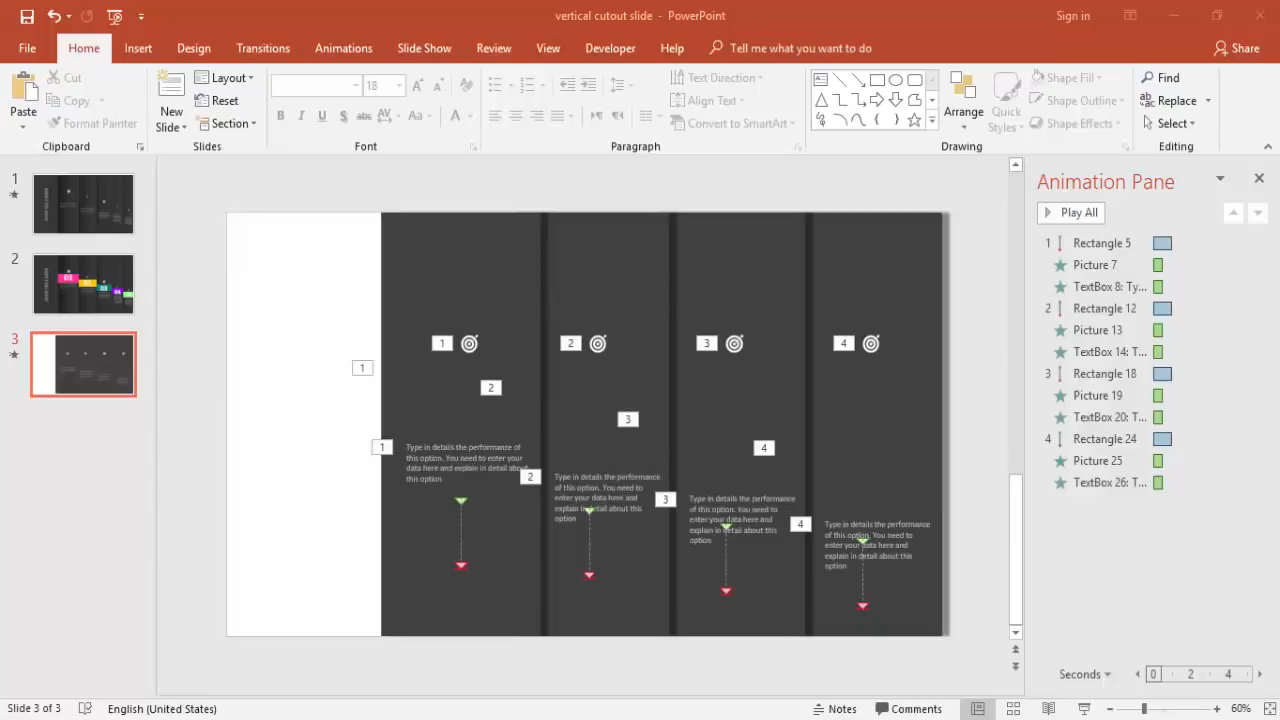 vertical cutout slide - PowerPoint
Sign in
File
Home
Insert
Design
Transitions
Animations
Slide Show
Review
View
Developer
Help
Tell me what you want to do
Share
Paste
Cut
Copy
Format Painter
Clipboard
New Slide
Layout
Reset
Section
Slides
18
Font
Text Direction
Align Text
Convert to SmartArt
Paragraph
Arrange
Quick Styles
Shape Fill
Shape Outline
Shape Effects
Drawing
Find
Replace
Select
Editing
1
2
3
1
2
3
4
1
2
3
4
1
Type in details the performance of
this option. You need to enter your
data here and explain in detail about
this option
2
Type in details the performance
of this option. You need to
enter your data here and
explain in detail about this
option
3
Type in details the performance
of this option. You need to
enter your data here and
explain in detail about this
option
4
Type in details the performance
of this option. You need to
enter your data here and
explain in detail about this
option
Animation Pane
Play All
1 Rectangle 5
Picture 7
TextBox 8: Ty...
2 Rectangle 12
Picture 13
TextBox 14: T...
3 Rectangle 18
Picture 19
TextBox 20: T...
4 Rectangle 24
Picture 25
TextBox 26: T...
Seconds
0 2 4
Slide 3 of 3
English (United States)
Notes
Comments
60%